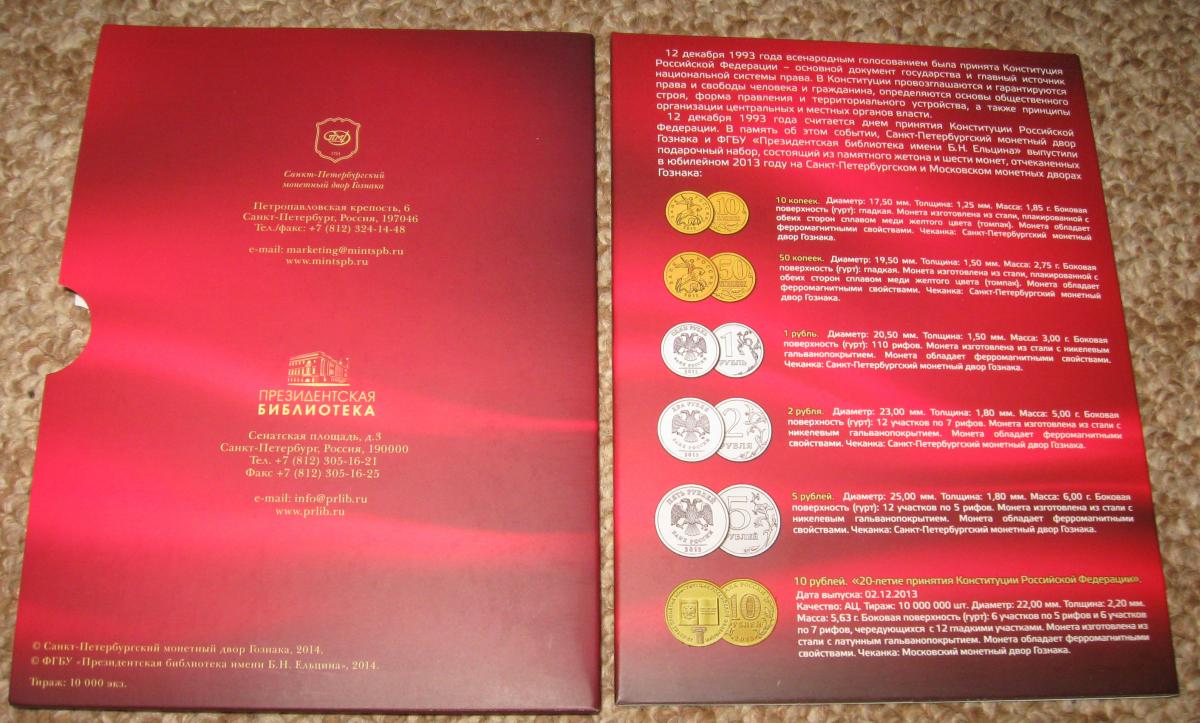 СПМД
1724
Санкт-Петербургский
монетный двор Гознака
Петропавловская крепость, 6
Санкт-Петербург, Россия, 197046
Тел./факс: +7 (812) 324-14-48
e-mail: marketing@mintspb.ru
www.mintspb.ru
ПРЕЗИДЕНТСКАЯ
БИБЛИОТЕКА
Сенатская площадь, д.3
Санкт-Петербург, Россия, 190000
Тел. +7 (812) 305-16-21
Факс +7 (812) 305-16-25
e-mail: info@prlib.ru
www.prlib.ru
© Санкт-Петербургский монетный двор Гознака, 2014.
© ФГБУ «Президентская библиотека имени Б.Н. Ельцина», 2014.
Тираж: 10 000 экз.
12 декабря 1993 года всенародным голосованием была принята Конституция
Российской Федерации – основной документ государства и главный источник
национальной системы права. В Конституции провозглашаются и гарантируются
права и свободы человека и гражданина, определяются основы общественного
строя, форма правления и территориального устройства, а также принципы
организации центральных и местных органов власти.
12 декабря 1993 года считается днем принятия Конституции Российской
Федерации. В память об этом событии, Санкт-Петербургский монетный двор
Гознака и ФГБУ «Президентская библиотека имени Б.Н. Ельцина» выпустили
подарочный набор, состоящий из памятного жетона и шести монет, отчеканенных
в юбилейном 2013 году на Санкт-Петербургском и Московском монетных дворах
Гознака:
10 копеек. Диаметр: 17,50 мм. Толщина: 1,25 мм. Масса: 1,85 г. Боковая
поверхность (гурт): гладкая. Монета изготовлена из стали, плакированной с
обеих сторон сплавом меди желтого цвета (томпак). Монета обладает
ферромагнитными свойствами. Чеканка: Санкт-Петербургский монетный
двор Гознака.
50 копеек. Диаметр: 19,50 мм. Толщина: 1,50 мм. Масса: 2,75 г. Боковая
поверхность (гурт): гладкая. Монета изготовлена из стали, плакированной с
обеих сторон сплавом меди желтого цвета (томпак). Монета обладает
ферромагнитными свойствами. Чеканка: Санкт-Петербургский монетный
двор Гознака.
1 рубль. Диаметр: 20,50 мм. Толщина: 1,50 мм. Масса: 3,00 г. Боковая
поверхность (гурт): 110 рифов. Монета изготовлена из стали с никелевым
гальванопокрытием. Монета обладает ферромагнитными свойствами.
Чеканка: Санкт-Петербургский монетный двор Гознака.
2 рубля. Диаметр: 23,00 мм. Толщина: 1,80 мм. Масса: 5,00 г. Боковая
поверхность (гурт): 12 участков по 7 рифов. Монета изготовлена из стали с
никелевым гальванопокрытием. Монета обладает ферромагнитными
свойствами. Чеканка: Санкт-Петербургский монетный двор Гознака.
5 рублей. Диаметр: 25,00 мм. Толщина: 1,80 мм. Масса: 6,00 г. Боковая
поверхность (гурт): 12 участков по 5 рифов. Монета изготовлена из стали с
никелевым гальванопокрытием. Монета обладает ферромагнитными
свойствами. Чеканка: Санкт-Петербургский монетный двор Гознака.
10 рублей. «20-летие принятия Конституции Российской Федерации».
Дата выпуска: 02.12.2013
Качество: АЦ. Тираж: 10 000 000 шт. Диаметр: 22,00 мм. Толщина: 2,20 мм.
Масса: 5,63 г. Боковая поверхность (гурт): 6 участков по 5 рифов и 6 участков
по 7 рифов, чередующихся с 12 гладкими участками. Монета изготовлена из
стали с латунным гальванопокрытием. Монета обладает ферромагнитными
свойствами. Чеканка: Московский монетный двор Гознака.